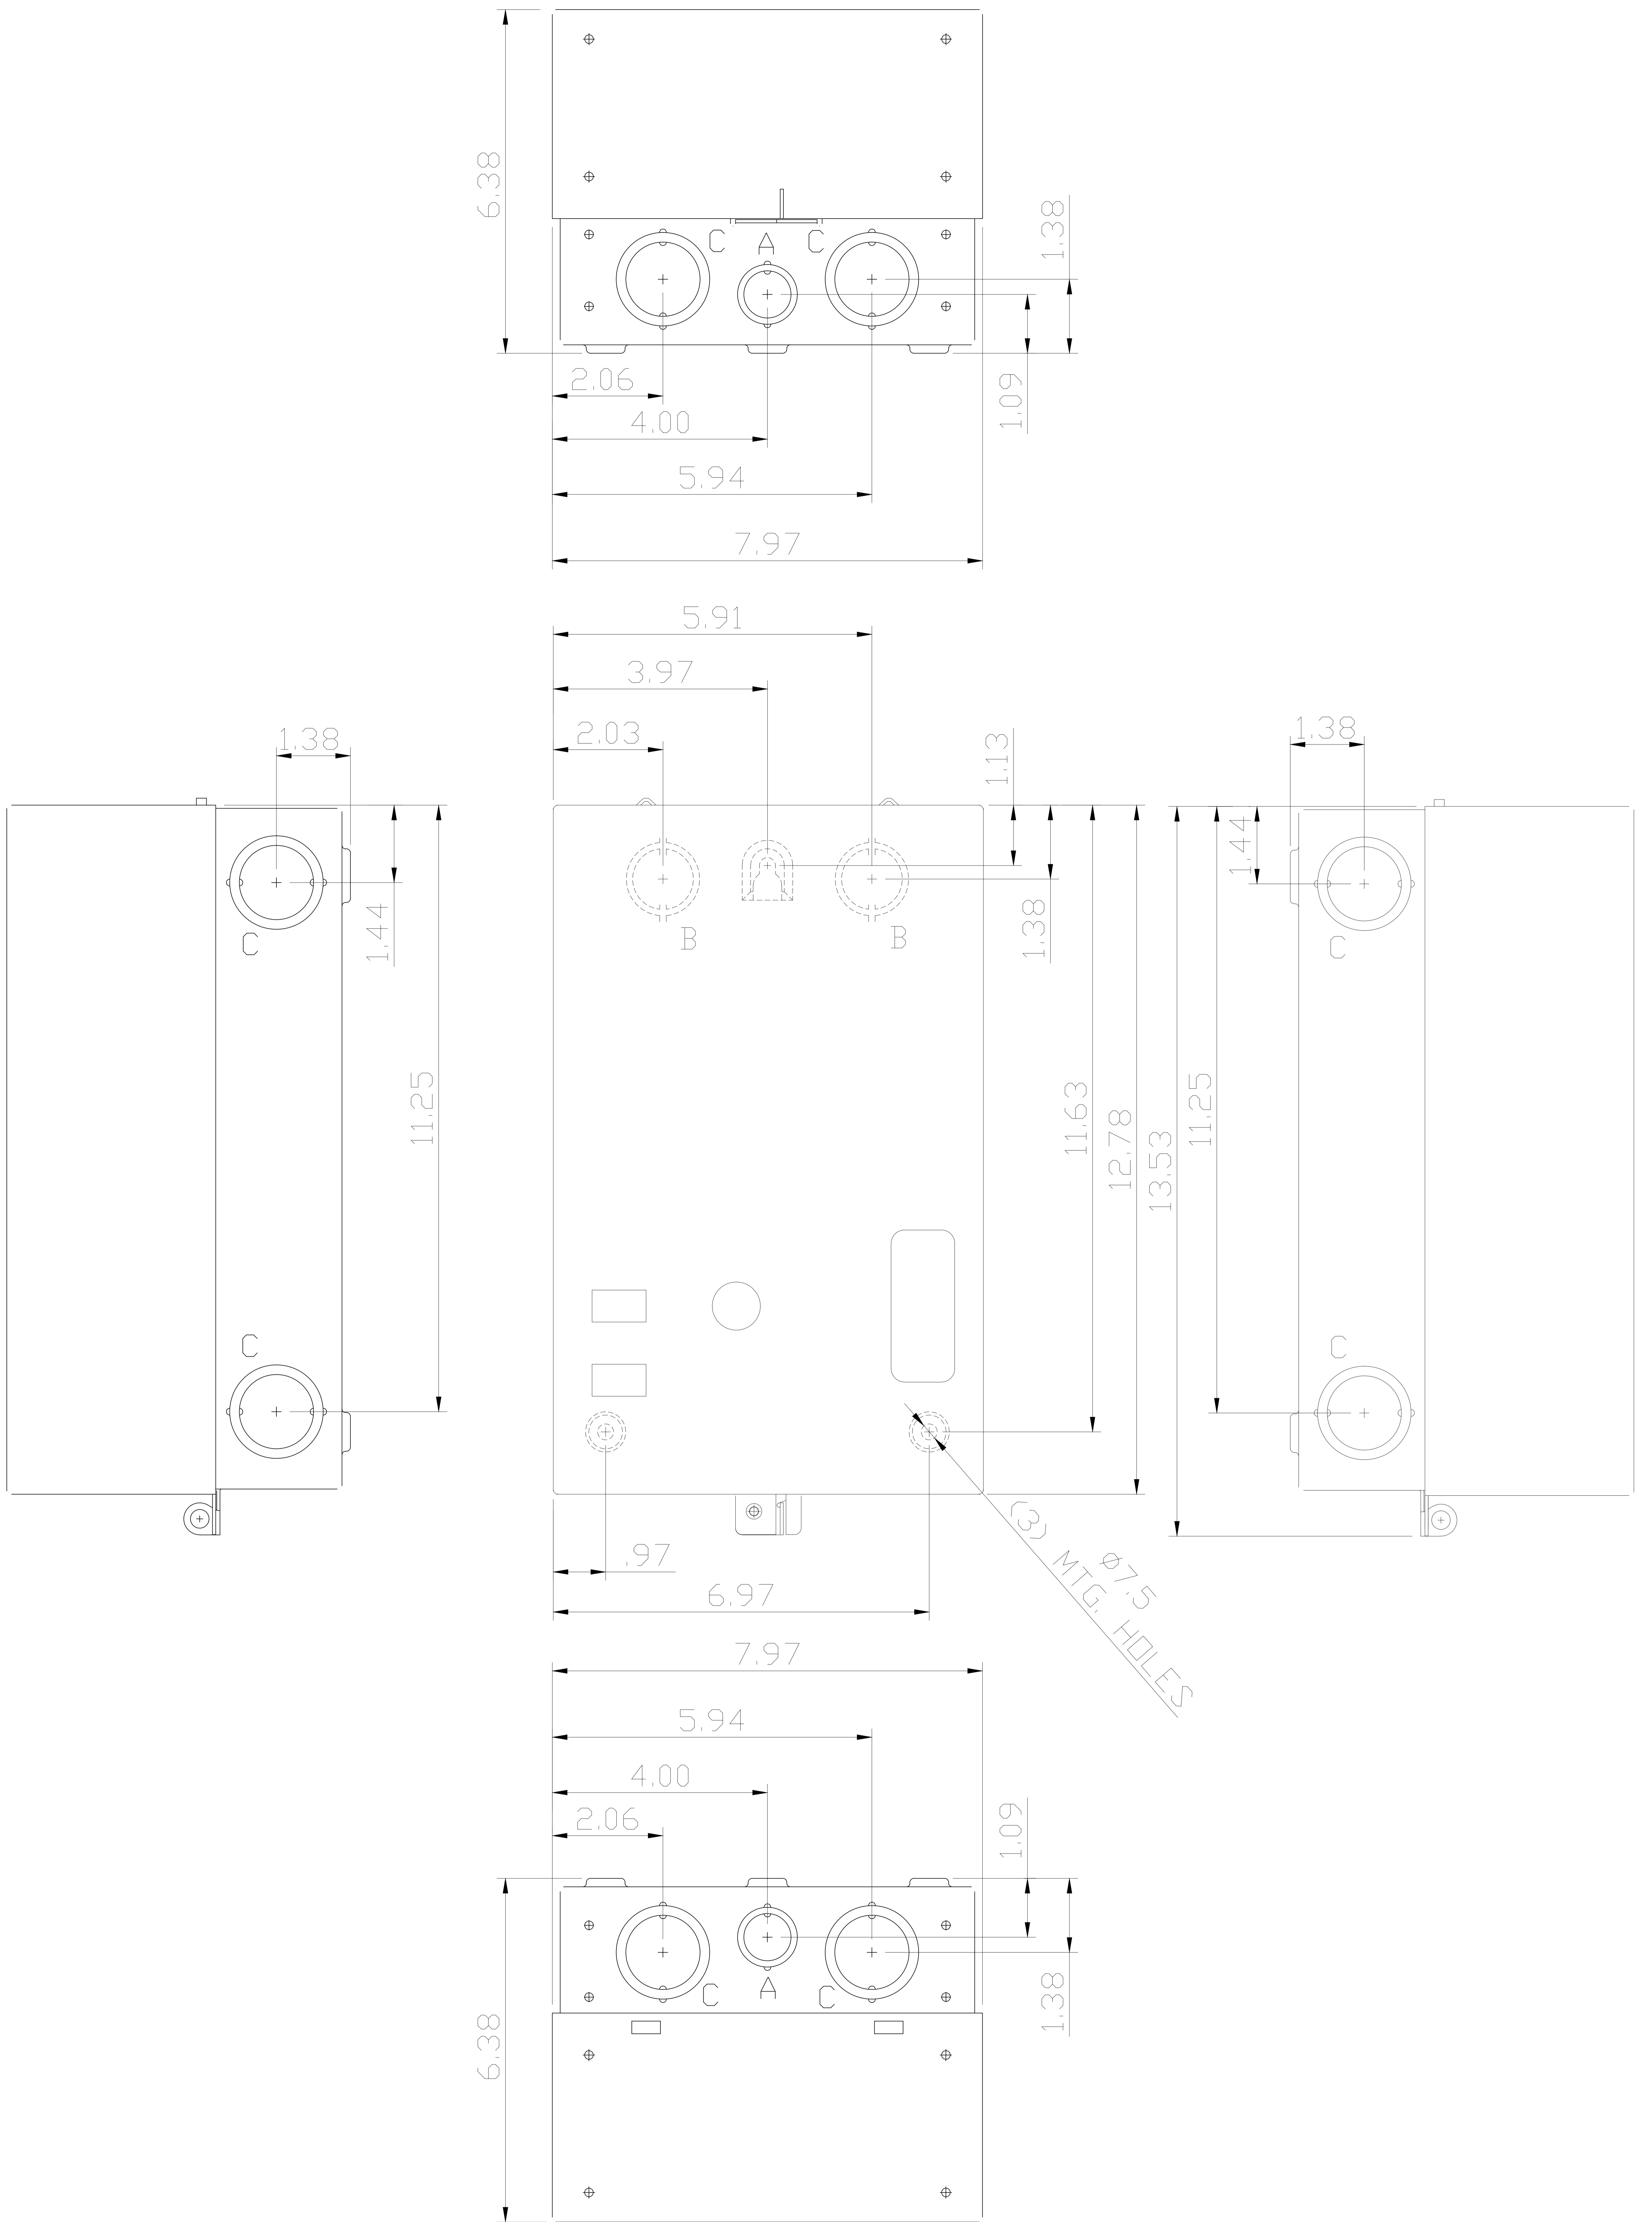 6.38
C
A
C
1.38
2.06
1.09
4.00
5.94
7.97
5.91
3.97
2.03
1.13
1.38
1.38
1.44
1.44
C
B
B
1.38
C
11.25
11.63
12.78
13.53
11.25
C
C
.97
6.97
Ø7.5
(3) MTG. HOLES
7.97
5.94
4.00
2.06
1.09
C
A
C
1.38
6.38